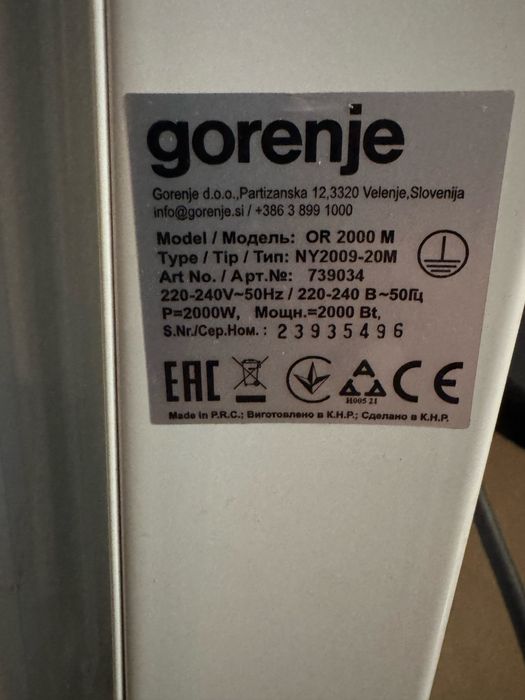 gorenje
Gorenje d.o.o.,Partizanska 12,3320 Velenje,Slovenija
info@gorenje.si / +386 3 899 1000
Model / Модель: OR 2000 M
Type / Tip / Тип: NY2009-20M
Art No. / Арт.№: 739034
220-240V~50Hz / 220-240 В~50Гц
P=2000W, Мощн.=2000 Вt,
S.Nr./Сер.Ном.: 23935496
EAC
Н005 21
CE
Made in P.R.C.; Виготовлено в К.Н.Р.; Сделано в К.Н.Р.